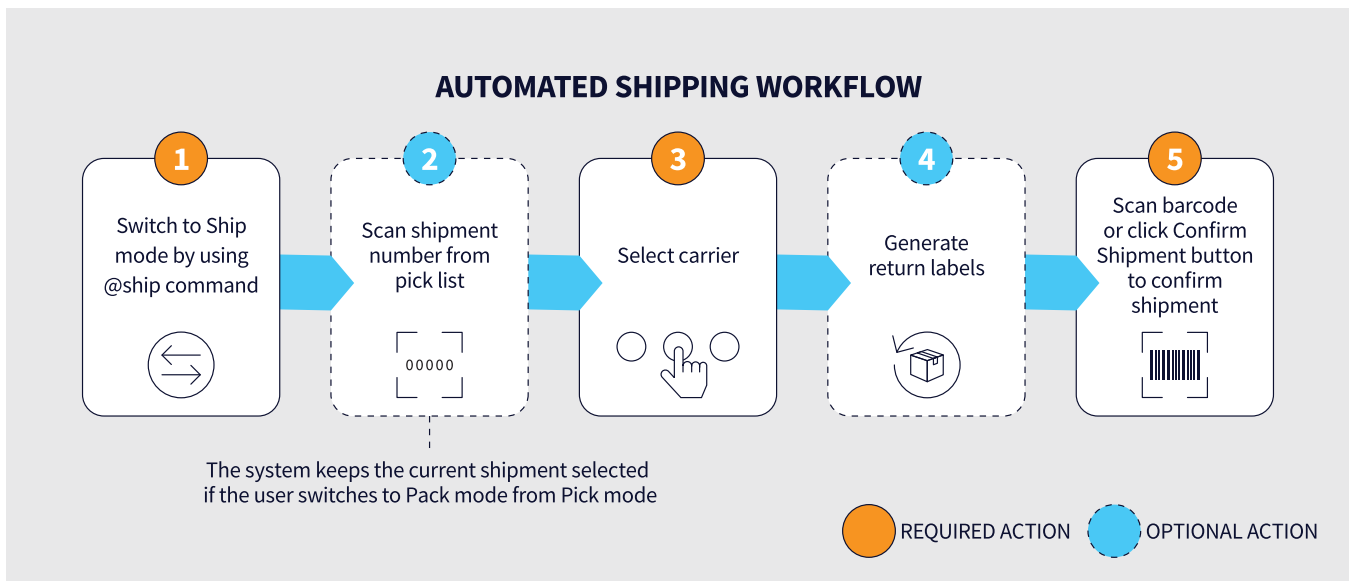 AUTOMATED SHIPPING WORKFLOW
1
Switch to Ship
mode by using
@ship command
2
Scan shipment
number from
pick list
00000
3
Select carrier
4
Generate
return labels
5
Scan barcode
or click Confirm
Shipment button
to confirm
shipment
The system keeps the current shipment selected
if the user switches to Pack mode from Pick mode
REQUIRED ACTION
OPTIONAL ACTION